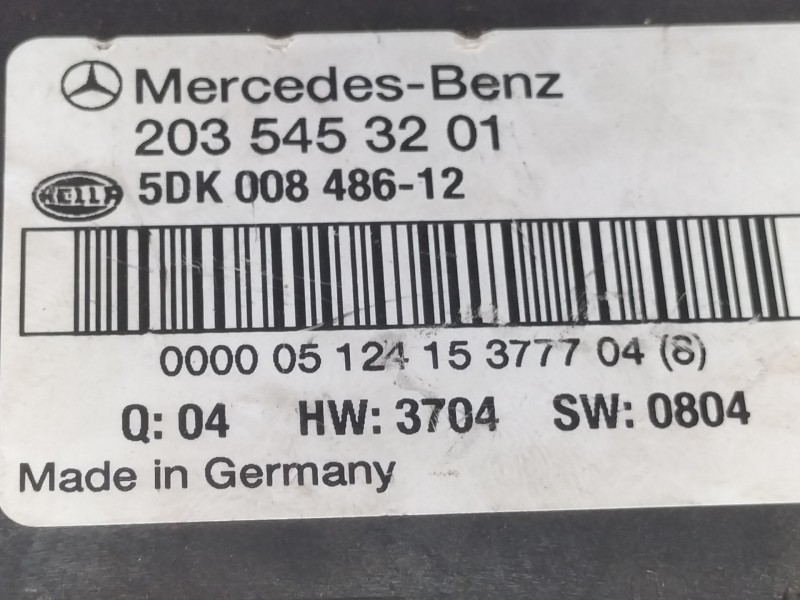 Mercedes-Benz
203 545 32 01
HELLA 5DK 008 486-12
0000 05 124 15 3777 04 (8)
Q: 04 HW: 3704 SW: 0804
Made in Germany